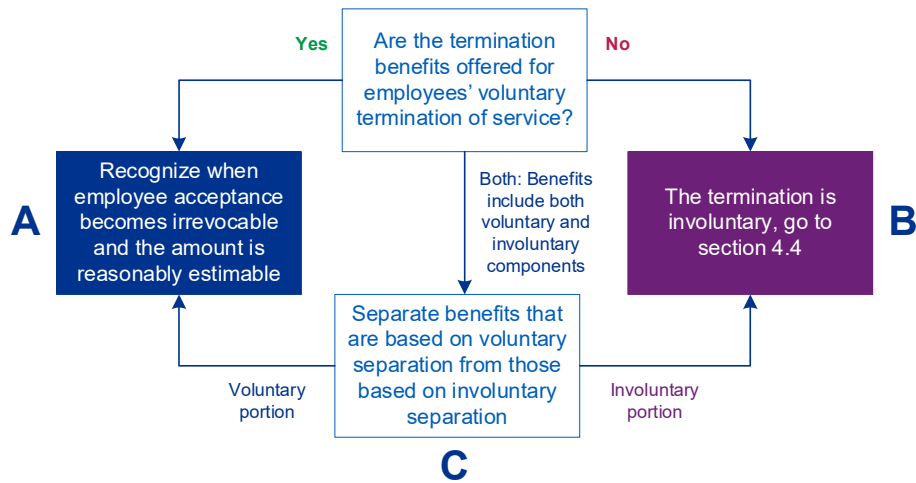 Yes
Are the termination
benefits offered for
employees’ voluntary
termination of service?
No
A
Recognize when
employee acceptance
becomes irrevocable
and the amount is
reasonably estimable
Both: Benefits
include both
voluntary and
involuntary
components
The termination is
involuntary, go to
section 4.4
B
Voluntary
portion
Separate benefits that
are based on voluntary
separation from those
based on involuntary
separation
Involuntary
portion
C